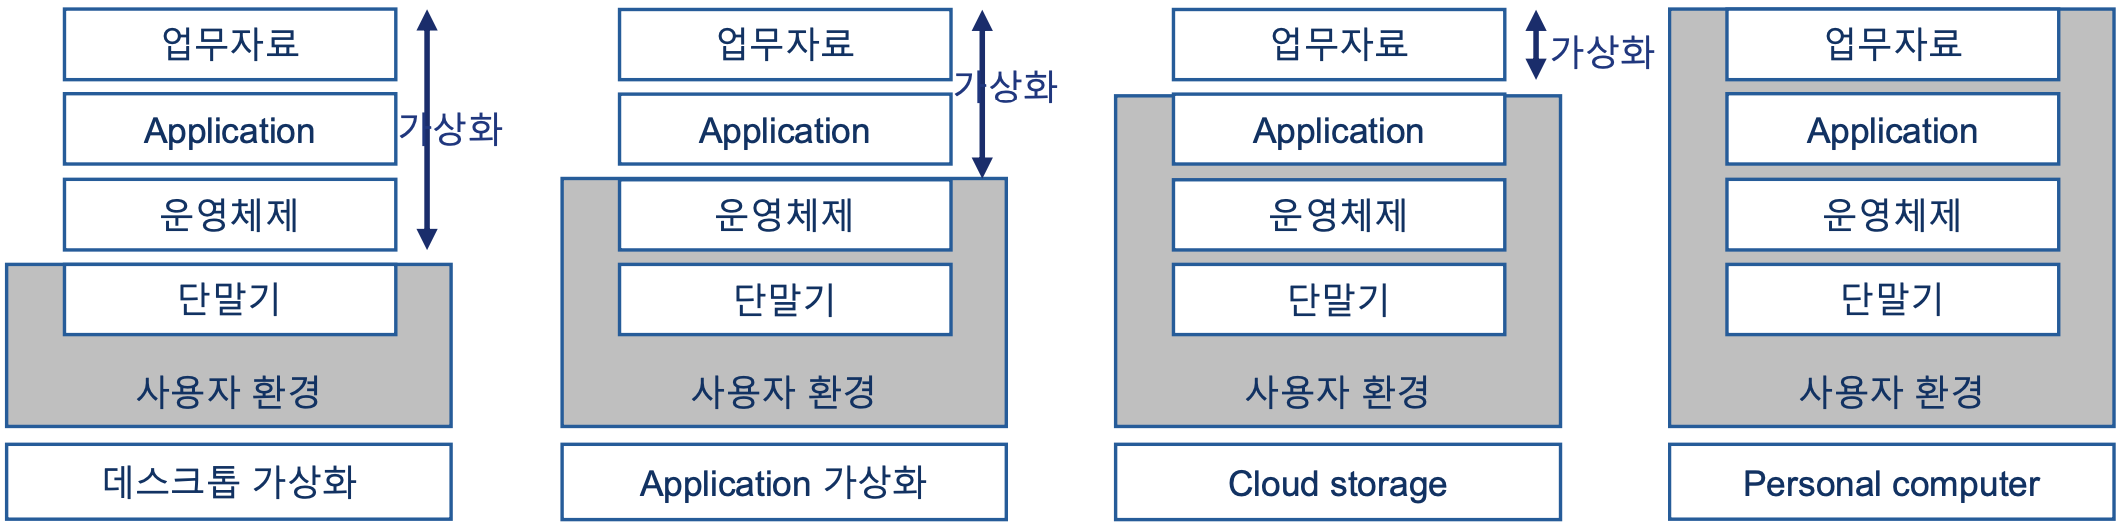 업무자료
Application
가상화
운영체제
단말기
사용자 환경
데스크톱 가상화
업무자료
가상화
Application
운영체제
단말기
사용자 환경
Application 가상화
업무자료
가상화
Application
운영체제
단말기
사용자 환경
Cloud storage
업무자료
Application
운영체제
단말기
사용자 환경
Personal computer